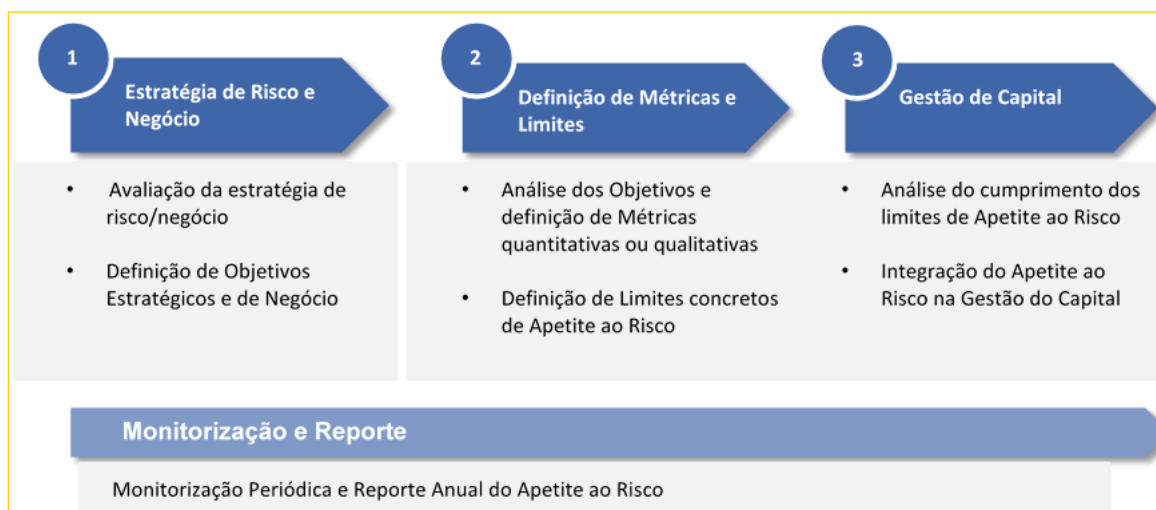 1
Estratégia de Risco e
Negócio
• Avaliação da estratégia de
risco/negócio
• Definição de Objetivos
Estratégicos e de Negócio
2
Definição de Métricas e
Limites
• Análise dos Objetivos e
definição de Métricas
quantitativas ou qualitativas
• Definição de Limites concretos
de Apetite ao Risco
3
Gestão de Capital
• Análise do cumprimento dos
limites de Apetite ao Risco
• Integração do Apetite ao
Risco na Gestão do Capital
Monitorização e Reporte
Monitorização Periódica e Reporte Anual do Apetite ao Risco